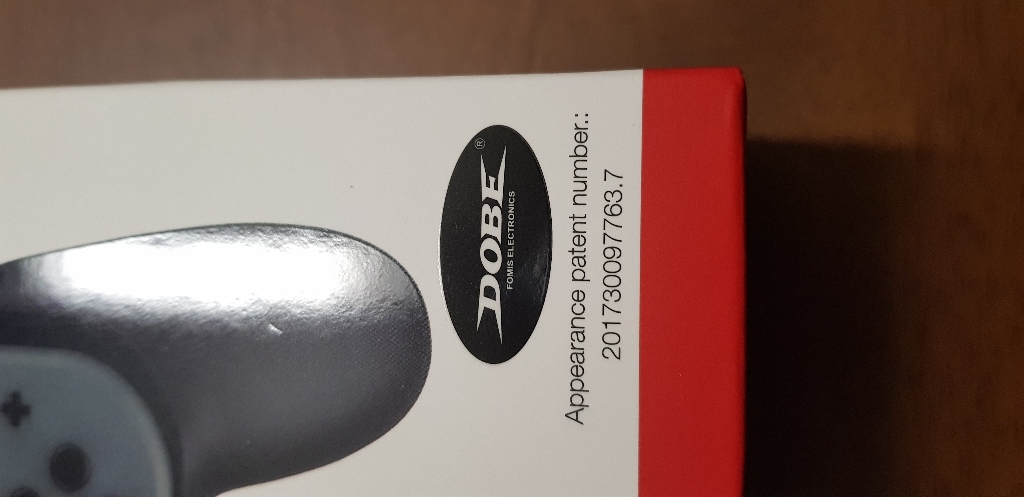 DOBE®
FOMIS ELECTRONICS
Appearance patent number.:
201730097763.7